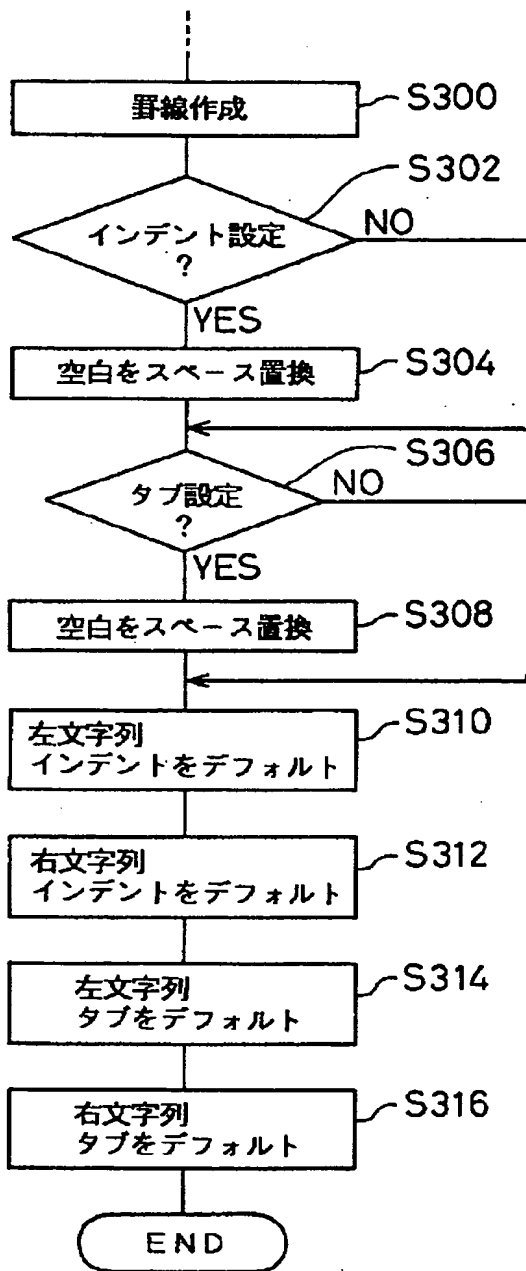 罫線作成
S300
S302
インデント設定
?
NO
YES
空白をスペース置換
S304
S306
タブ設定
?
NO
YES
空白をスペース置換
S308
左文字列
インデントをデフォルト
S310
右文字列
インデントをデフォルト
S312
左文字列
タブをデフォルト
S314
右文字列
タブをデフォルト
S316
END